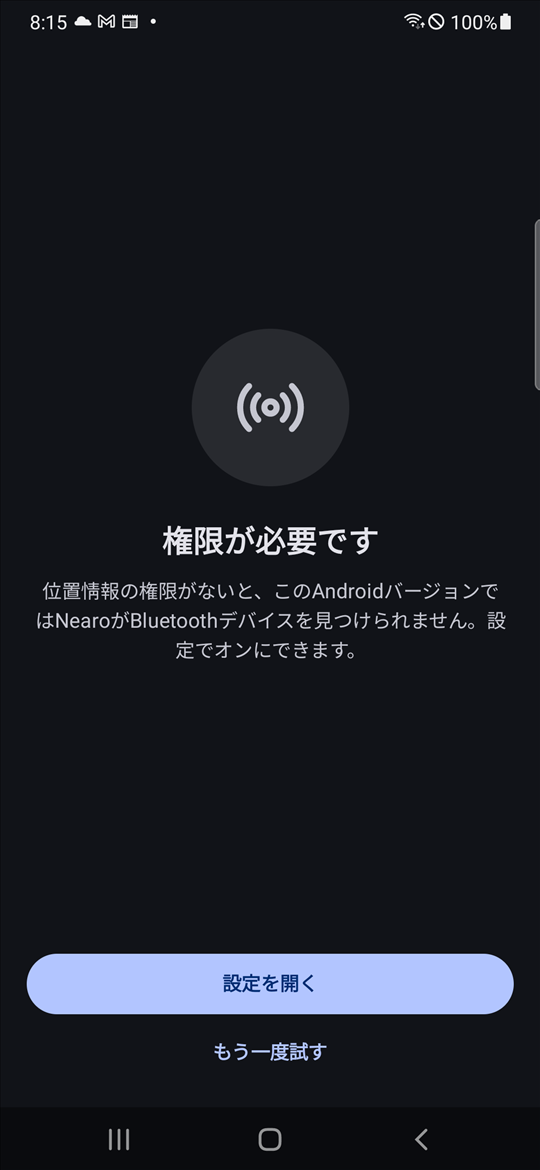 8:15
100%
権限が必要です
位置情報の権限がないと、このAndroidバージョンで
はNearoがBluetoothデバイスを見つけられません。設
定でオンにできます。
設定を開く
もう一度試す